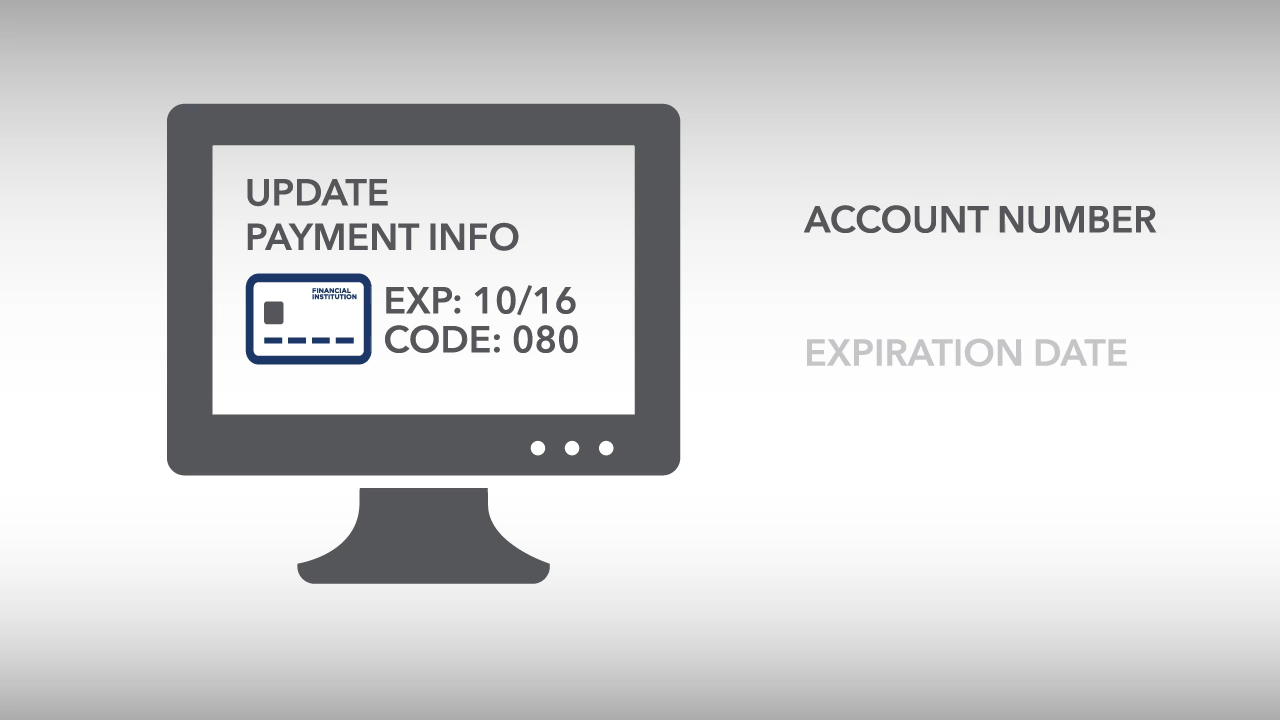 UPDATE
PAYMENT INFO
FINANCIAL
INSTITUTION
EXP: 10/16
CODE: 080
ACCOUNT NUMBER
EXPIRATION DATE